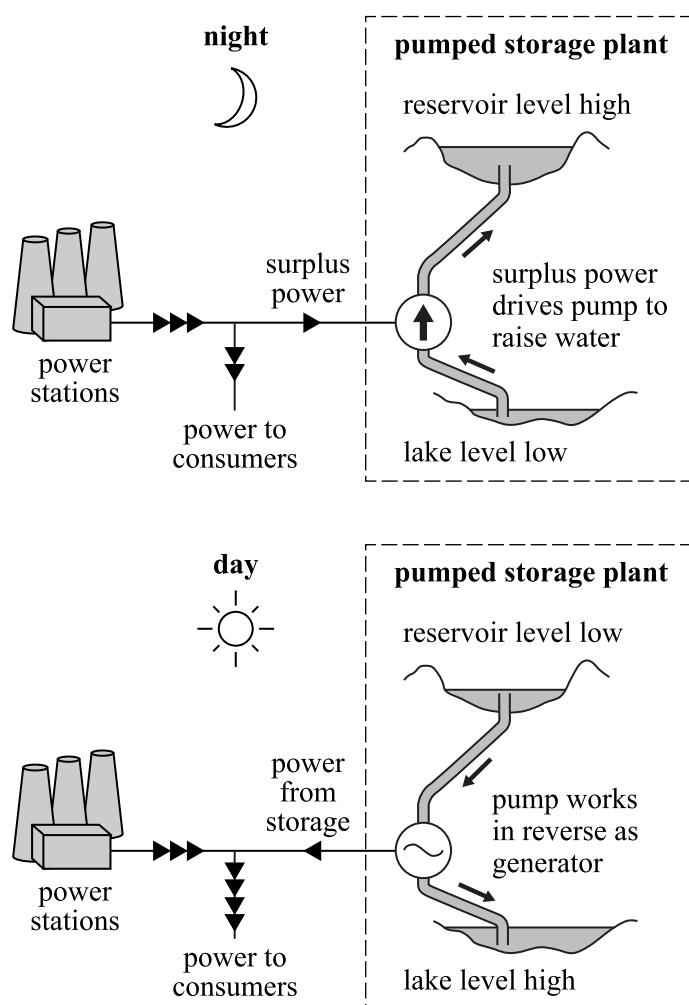 night
pumped storage plant
reservoir level high
surplus
power
surplus power
drives pump to
raise water
power
stations
power to
consumers
lake level low
day
pumped storage plant
reservoir level low
power
from
storage
pump works
in reverse as
generator
power
stations
power to
consumers
lake level high